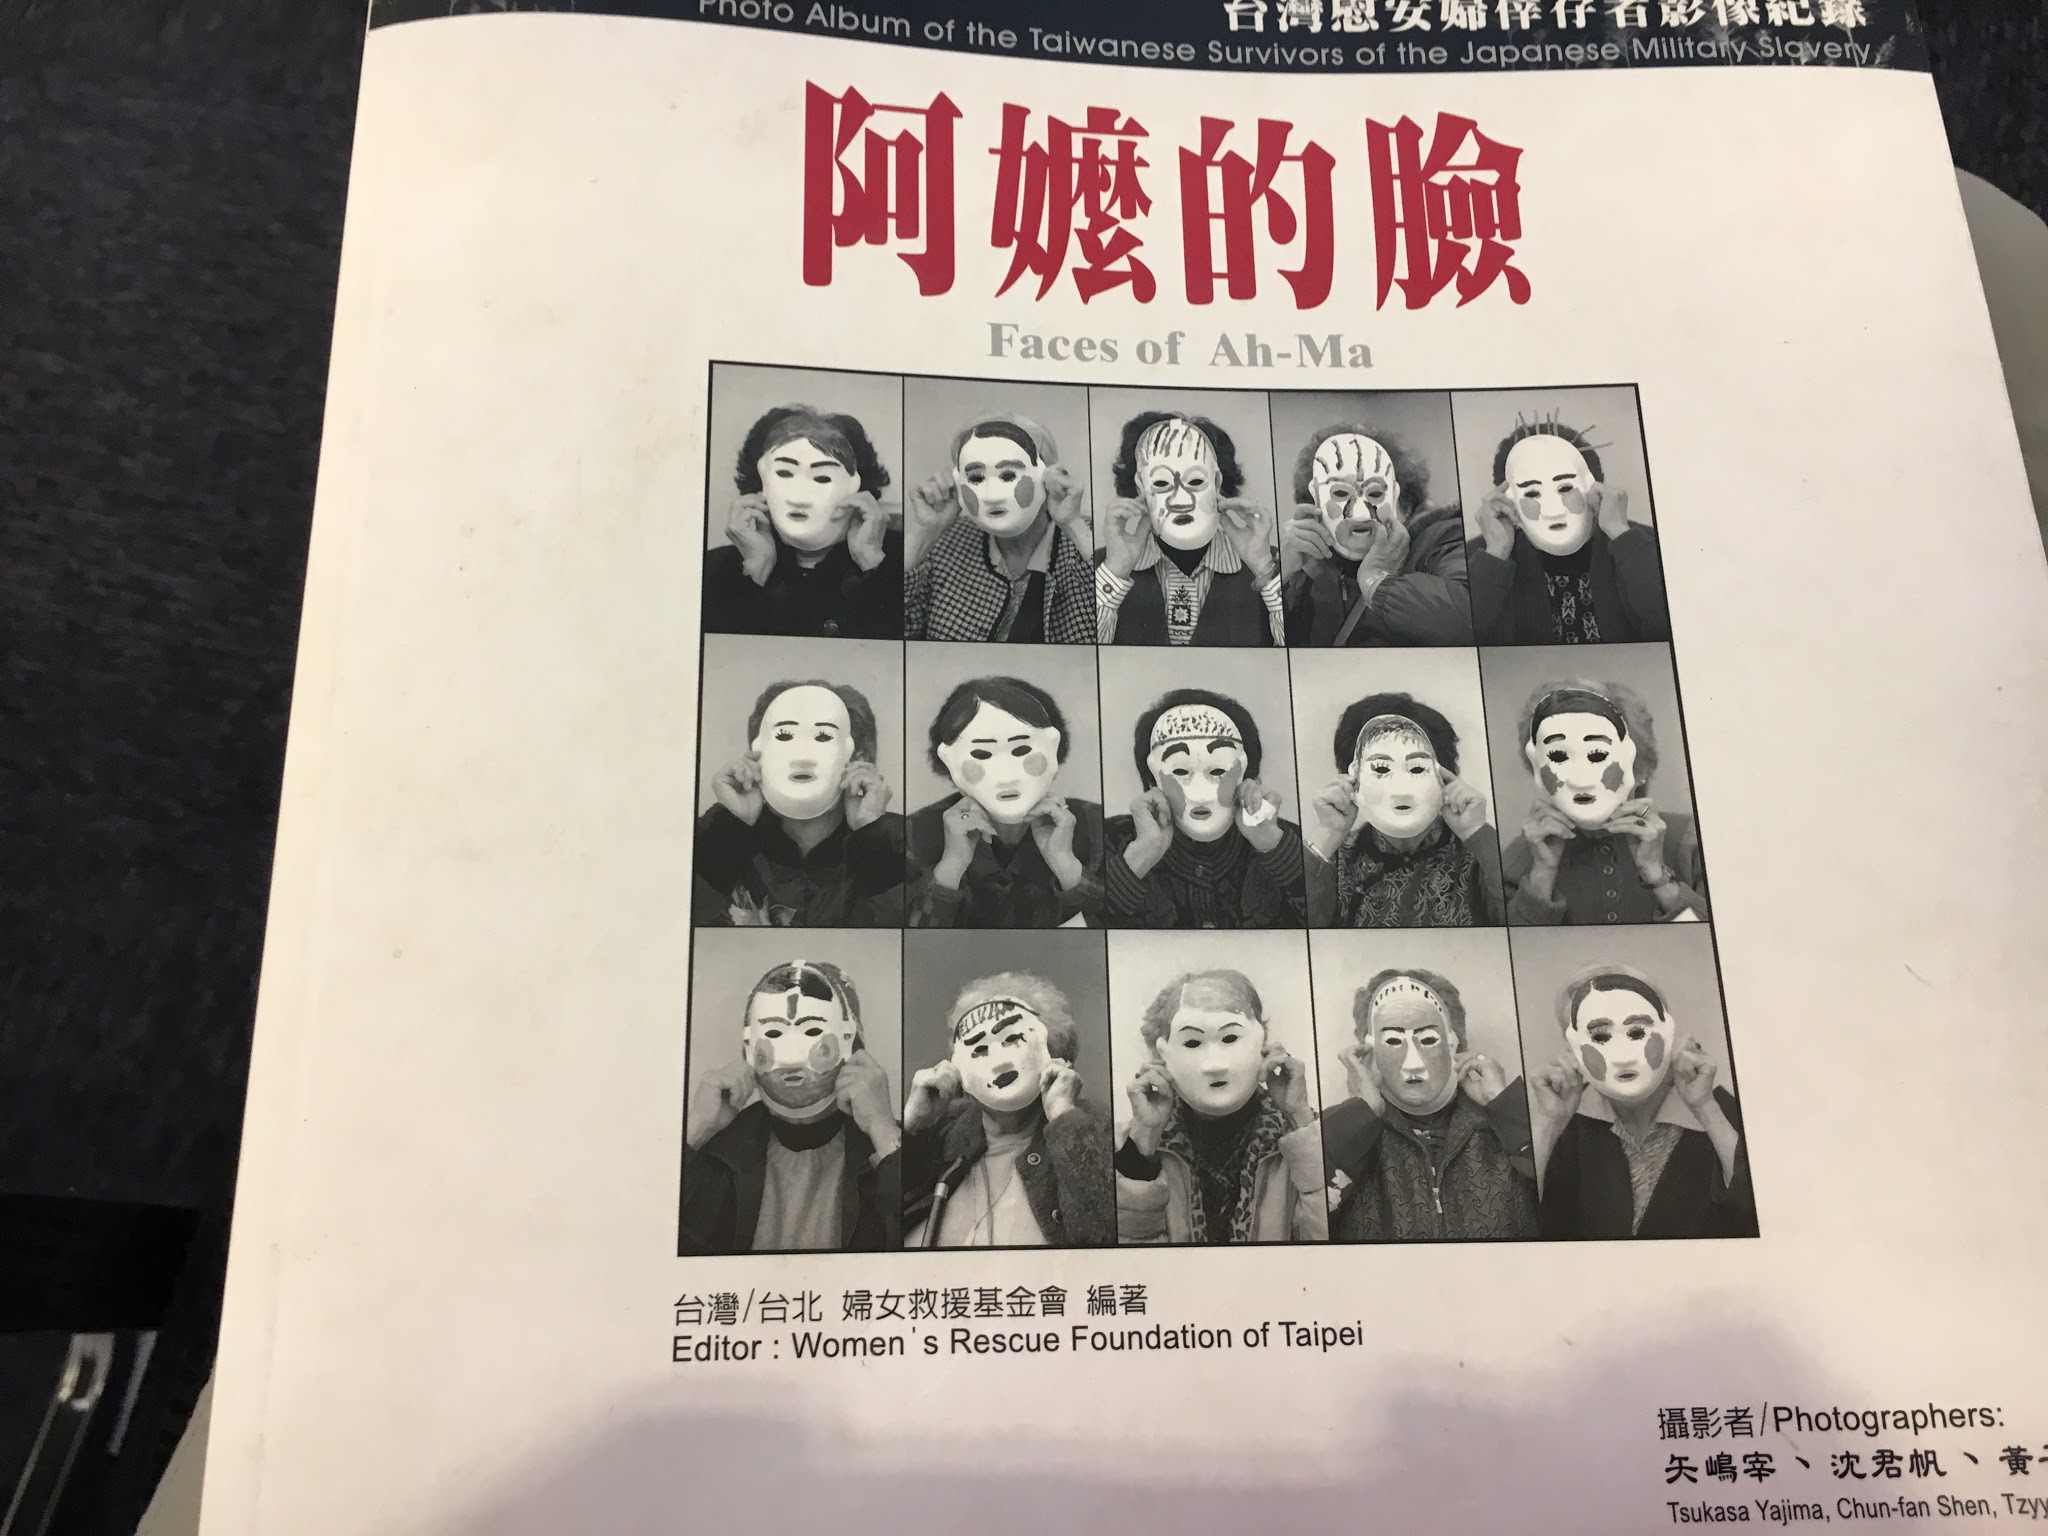 台灣慰安婦倖存者影像紀錄
Photo Album of the Taiwanese Survivors of the Japanese Military Slavery
阿嬤的臉
Faces of Ah-Ma
台灣/台北 婦女救援基金會 編著
Editor : Women's Rescue Foundation of Taipei
攝影者/Photographers:
矢嶋宰、沈君帆、黃子
Tsukasa Yajima, Chun-fan Shen, Tzyy